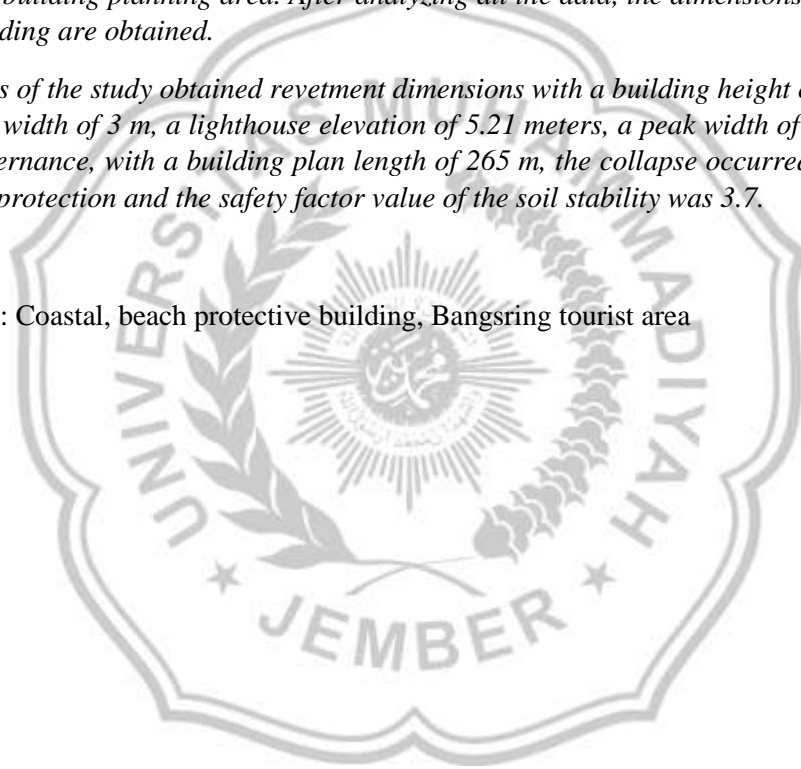 building planning area. After analyzing all the data, the dimensions
ding are obtained.
s of the study obtained revetment dimensions with a building height
width of 3 m, a lighthouse elevation of 5.21 meters, a peak width of
ernance, with a building plan length of 265 m, the collapse occurred
protection and the safety factor value of the soil stability was 3.7.
: Coastal, beach protective building, Bangsring tourist area
UNIVERSITAS MUHAMMADIYAH
JEMBER